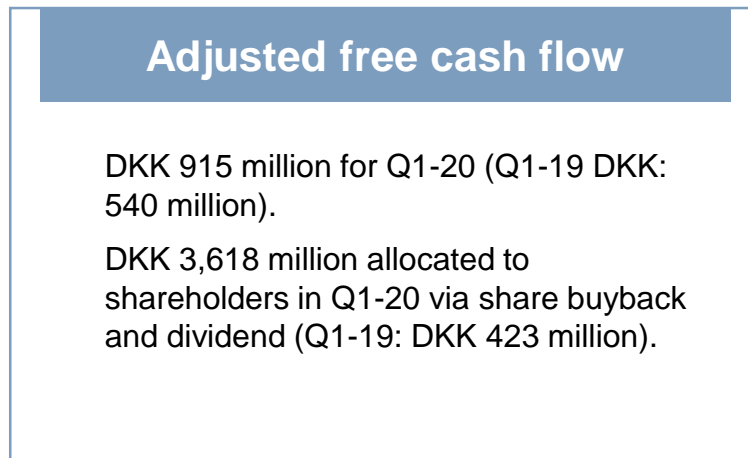 Adjusted free cash flow
DKK 915 million for Q1-20 (Q1-19 DKK:
540 million).
DKK 3,618 million allocated to
shareholders in Q1-20 via share buyback
and dividend (Q1-19: DKK 423 million).